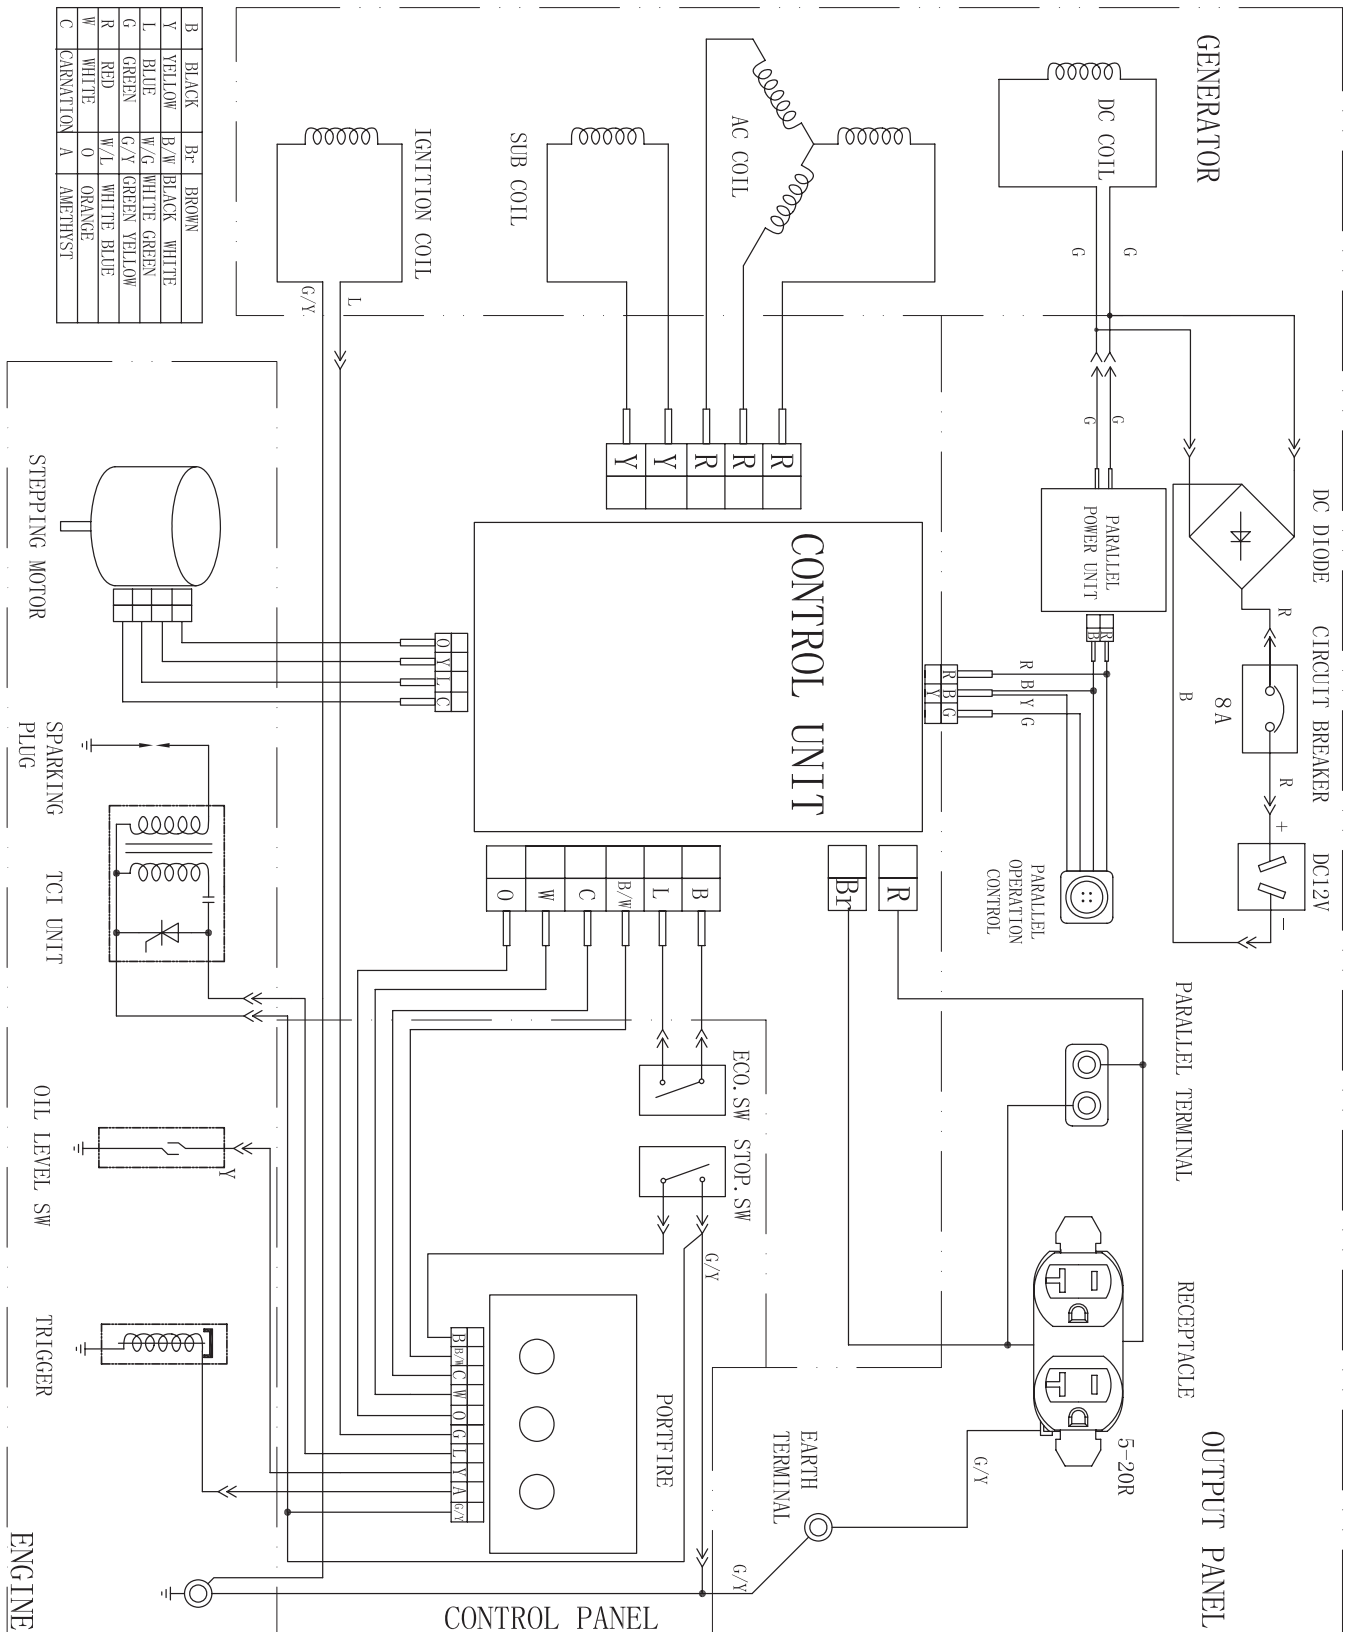 GENERATOR
DC COIL
G
G
AC COIL
SUB COIL
IGNITION COIL
L
G/Y
B BLACK Br BROWN
Y YELLOW B/W BLACK WHITE
L BLUE W/G WHITE GREEN
G GREEN G/Y GREEN YELLOW
R RED W/L WHITE BLUE
W WHITE O ORANGE
C CARNATION A AMETHYST
OUTPUT PANEL
DC DIODE
CIRCUIT BREAKER
DC12V
R
8A
R
+
-
B
G
G
PARALLEL
POWER UNIT
R
B
PARALLEL
OPERATION
CONTROL
PARALLEL TERMINAL
RECEPTACLE
5-20R
G/Y
R
B
Y
G
R B G
Y
R
R
R
Y
Y
CONTROL UNIT
R
Br
B
L
B/W
C
W
O
O Y L C
ECO.SW
STOP.SW
G/Y
EARTH
TERMINAL
G/Y
PORTFIRE
B B/W C W O G L Y A G/Y
CONTROL PANEL
STEPPING MOTOR
SPARKING
PLUG
TCI UNIT
OIL LEVEL SW
Y
TRIGGER
ENGINE